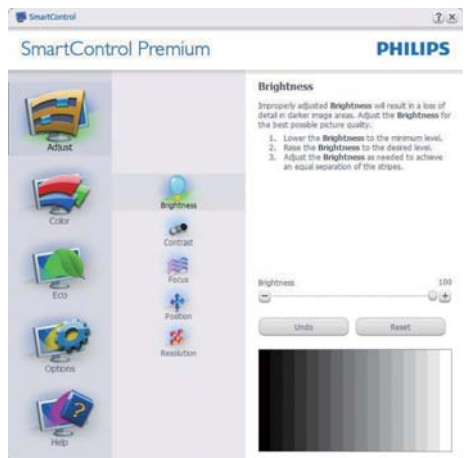 SmartControl
SmartControl Premium
PHILIPS
Adjust
Color
Eco
Options
Help
Brightness
Contrast
Focus
Position
Resolution
Brightness
Improperly adjusted Brightness will result in a loss of
detail in darker image areas. Adjust the Brightness for
the best possible picture quality.
1. Lower the Brightness to the minimum level.
2. Raise the Brightness to the desired level.
3. Adjust the Brightness as needed to achieve
an equal separation of the stripes.
Brightness 100
Undo Reset